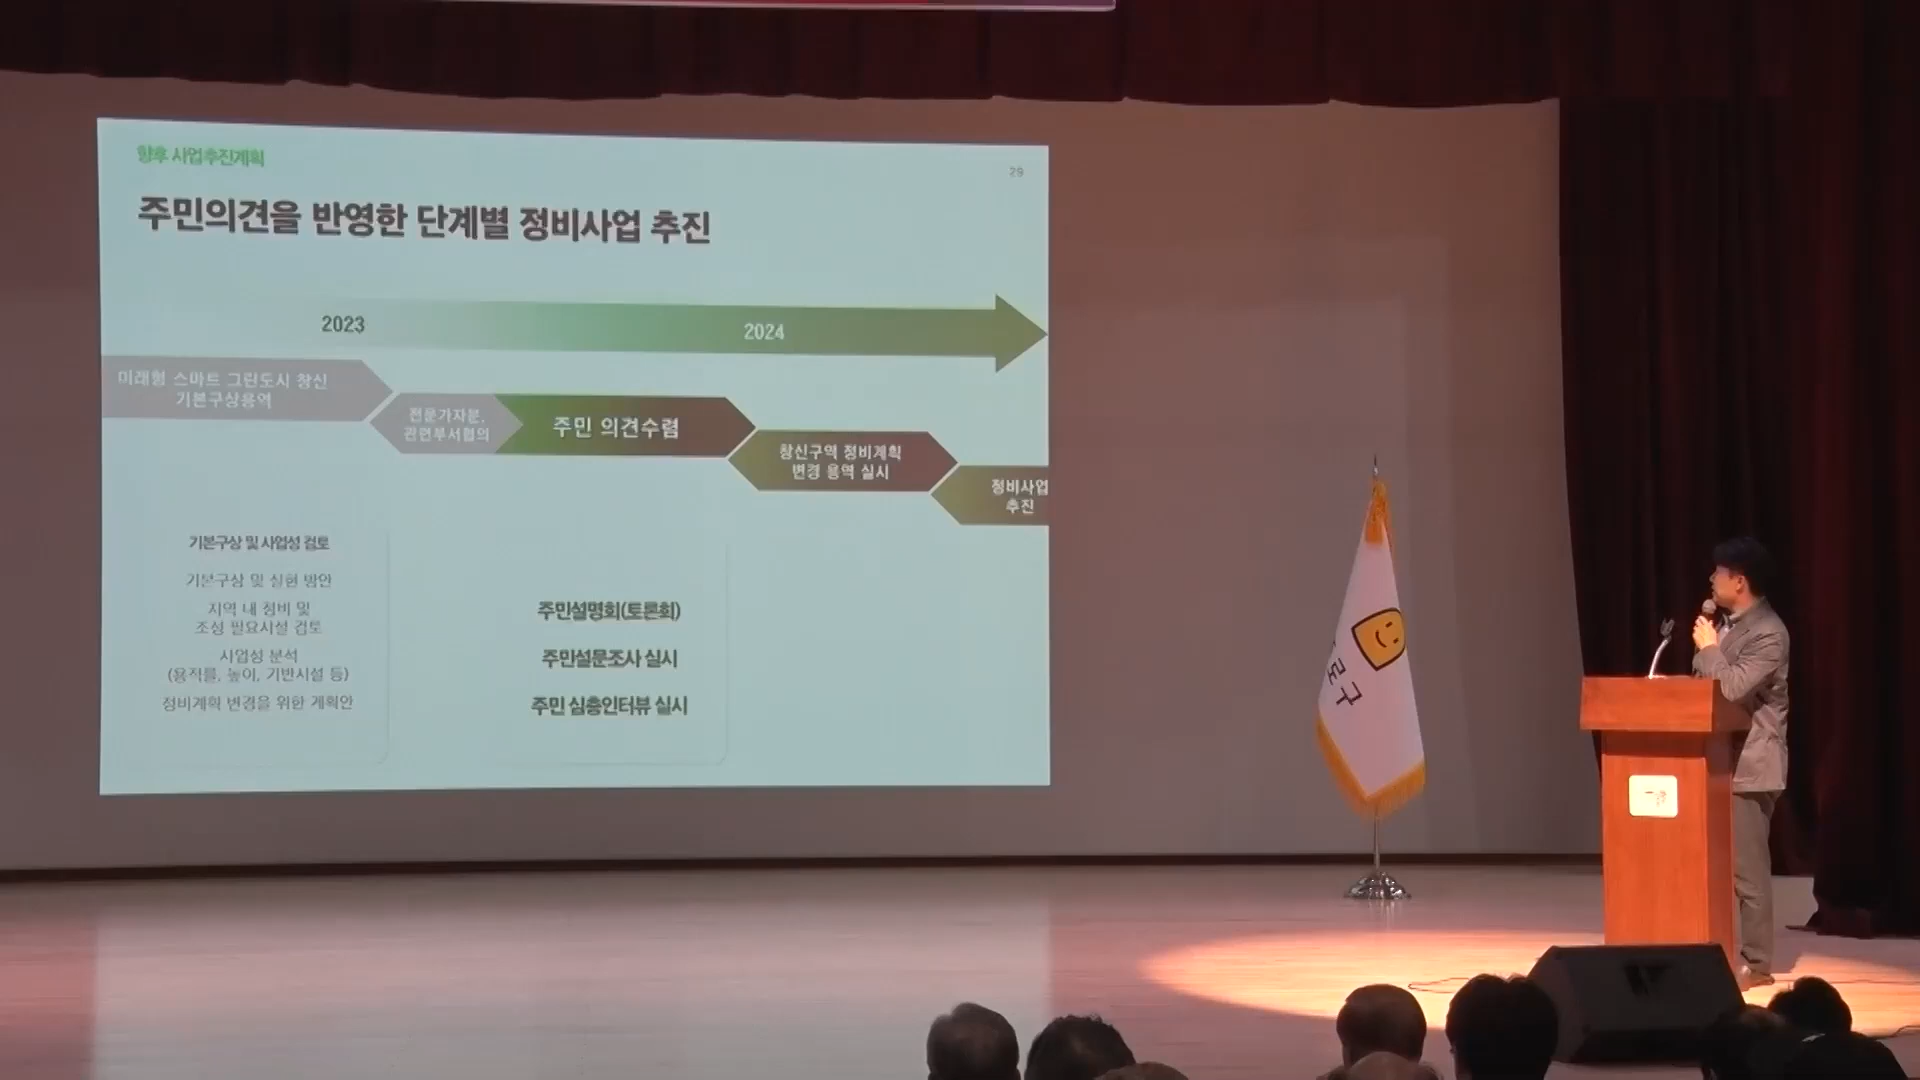 향후 사업추진계획
29
주민의견을 반영한 단계별 정비사업 추진
2023
2024
미래형 스마트 그린도시 창신
기본구상용역
전문가자문,
관련부서협의
주민 의견수렴
창신구역 정비계획
변경 용역 실시
정비사업
추진
기본구상 및 사업성 검토
기본구상 및 실현 방안
지역 내 정비 및
조성 필요시설 검토
사업성 분석
(용적률, 높이, 기반시설 등)
정비계획 변경을 위한 계획안
주민설명회(토론회)
주민설문조사 실시
주민 심층인터뷰 실시
로구